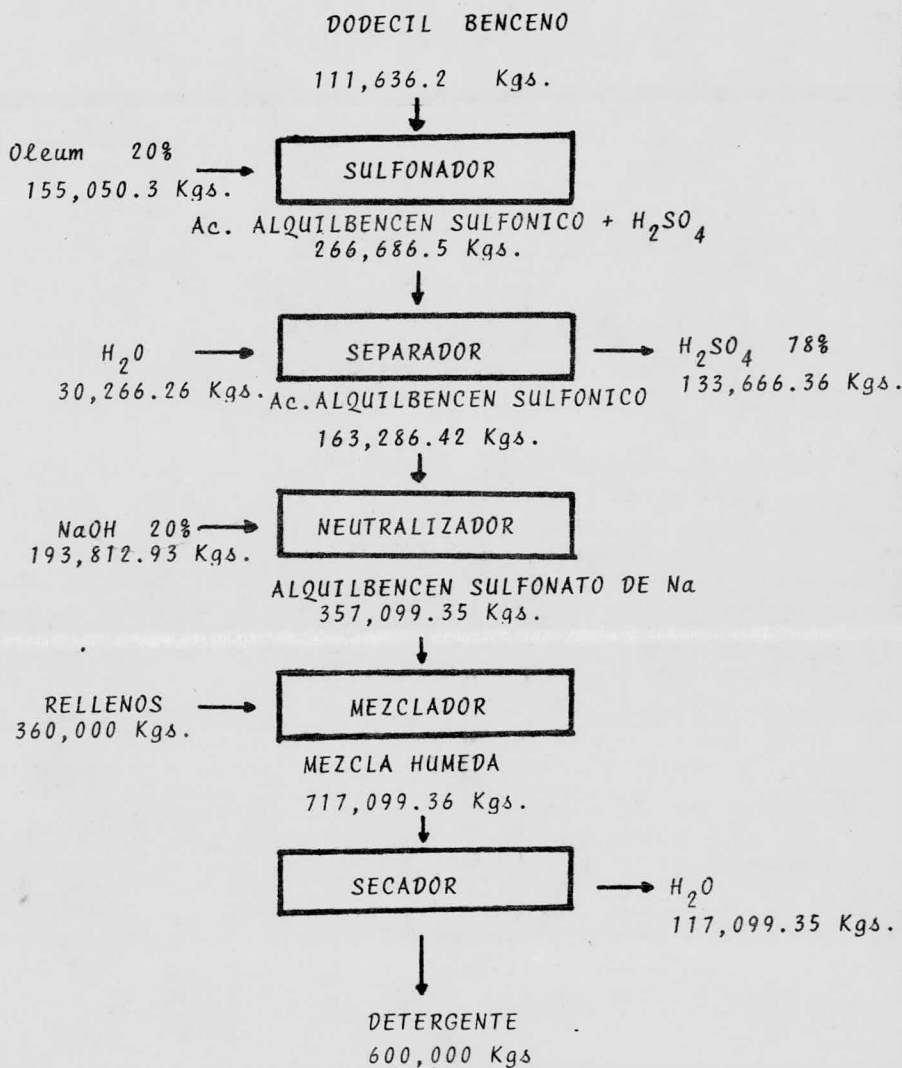 DODECIL BENCENO
111,636.2 Kgs.
Oleum 20%
155,050.3 Kgs.
SULFONADOR
Ac. ALQUILBENCEN SULFONICO + H₂SO₄
266,686.5 Kgs.
H₂O
30,266.26 Kgs.
SEPARADOR
H₂SO₄ 78%
133,666.36 Kgs.
Ac.ALQUILBENCEN SULFONICO
163,286.42 Kgs.
NaOH 20%
193,812.93 Kgs.
NEUTRALIZADOR
ALQUILBENCEN SULFONATO DE Na
357,099.35 Kgs.
RELLENOS
360,000 Kgs.
MEZCLADOR
MEZCLA HUMEDA
717,099.36 Kgs.
SECADOR
H₂O
117,099.35 Kgs.
DETERGENTE
600,000 Kgs